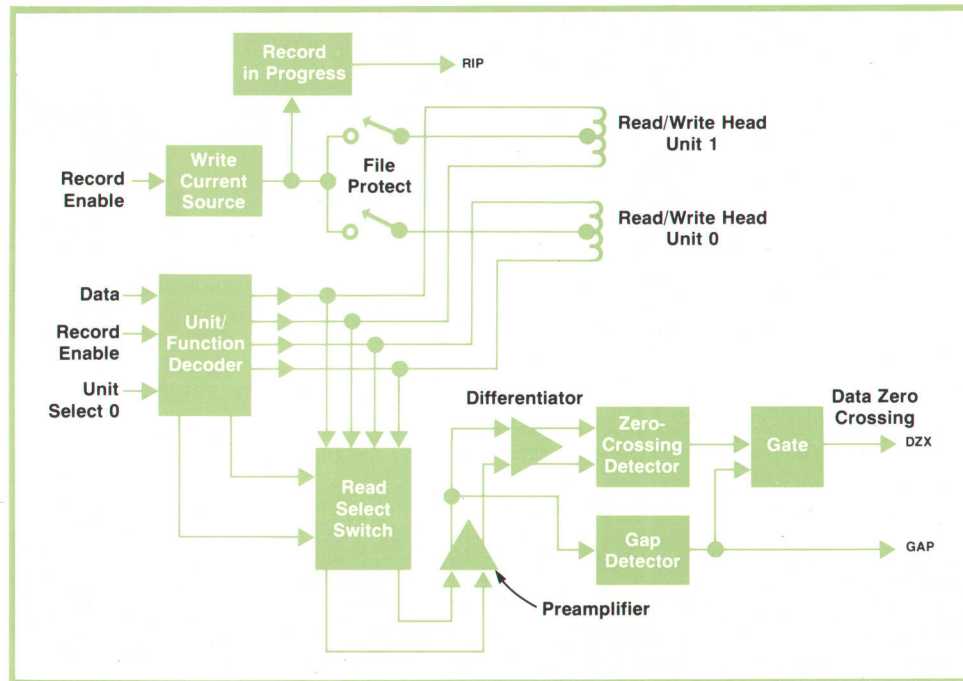 Record
in Progress
RIP
Read/Write Head
Unit 1
File
Protect
Record
Enable
Write
Current
Source
Read/Write Head
Unit 0
Data
Record
Enable
Unit
Select 0
Unit/
Function
Decoder
Differentiator
Zero-
Crossing
Detector
Data Zero
Crossing
Gate
DZX
Read
Select
Switch
Gap
Detector
GAP
Preamplifier